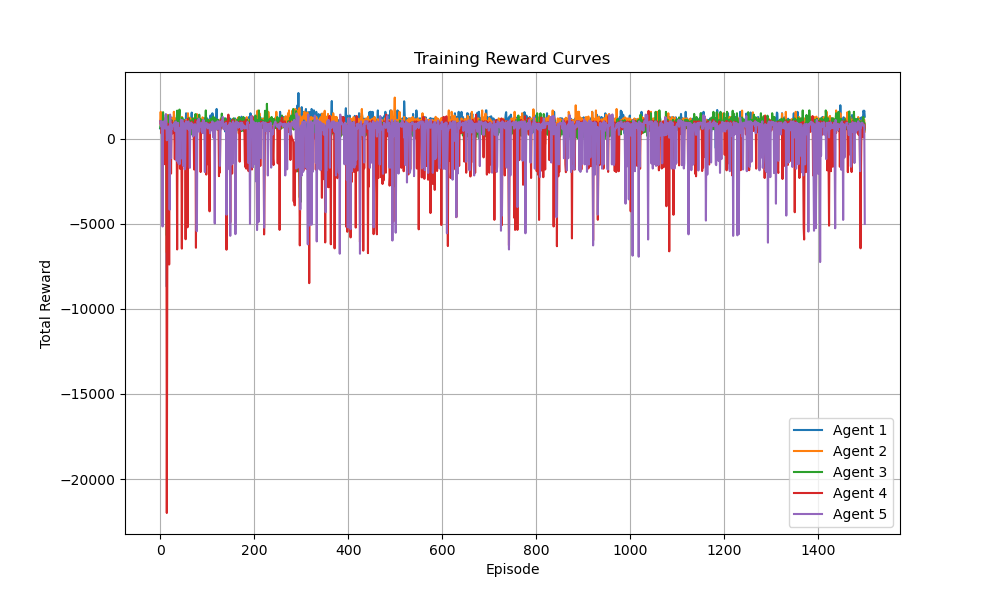 Training Reward Curves
Total Reward
0
−5000
−10000
−15000
−20000
Agent 1
Agent 2
Agent 3
Agent 4
Agent 5
0 200 400 600 800 1000 1200 1400
Episode